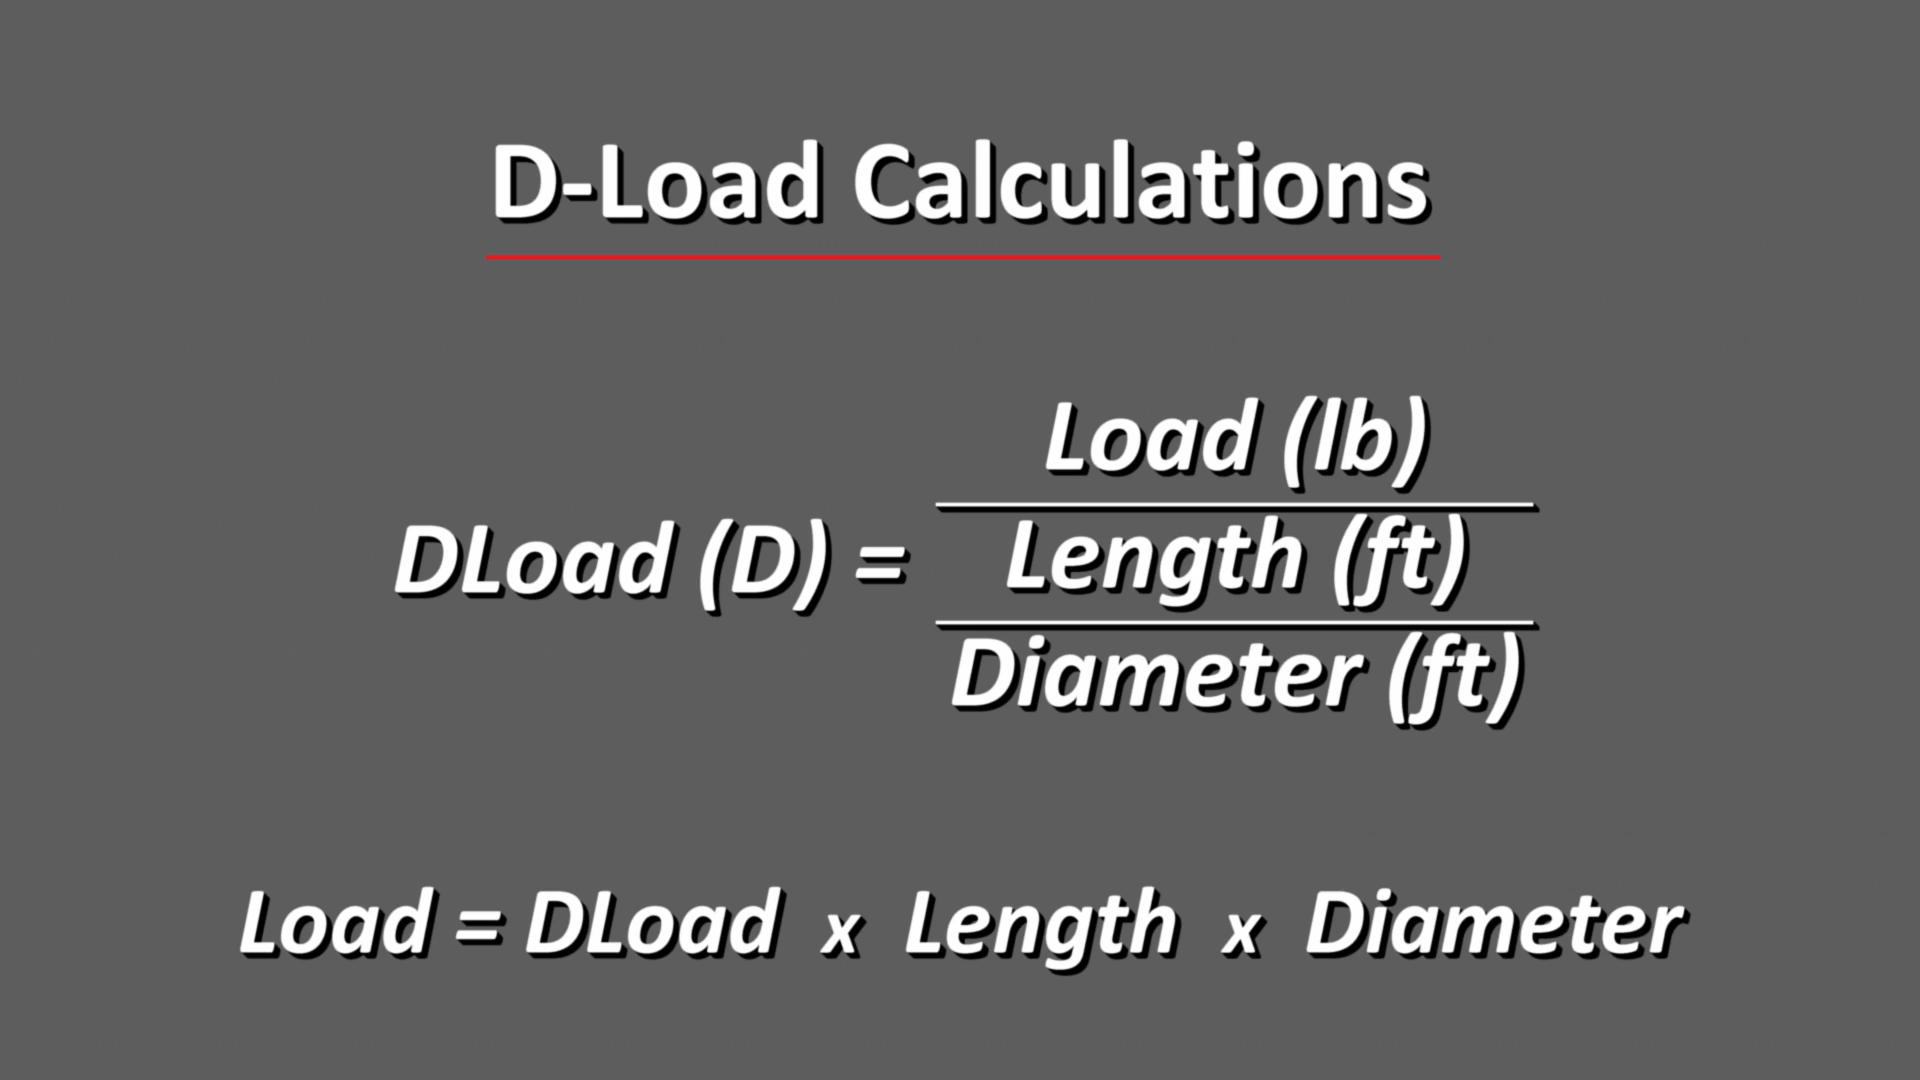 D-Load Calculations
Load (lb)
DLoad (D) = Length (ft)
Diameter (ft)
Load = DLoad x Length x Diameter